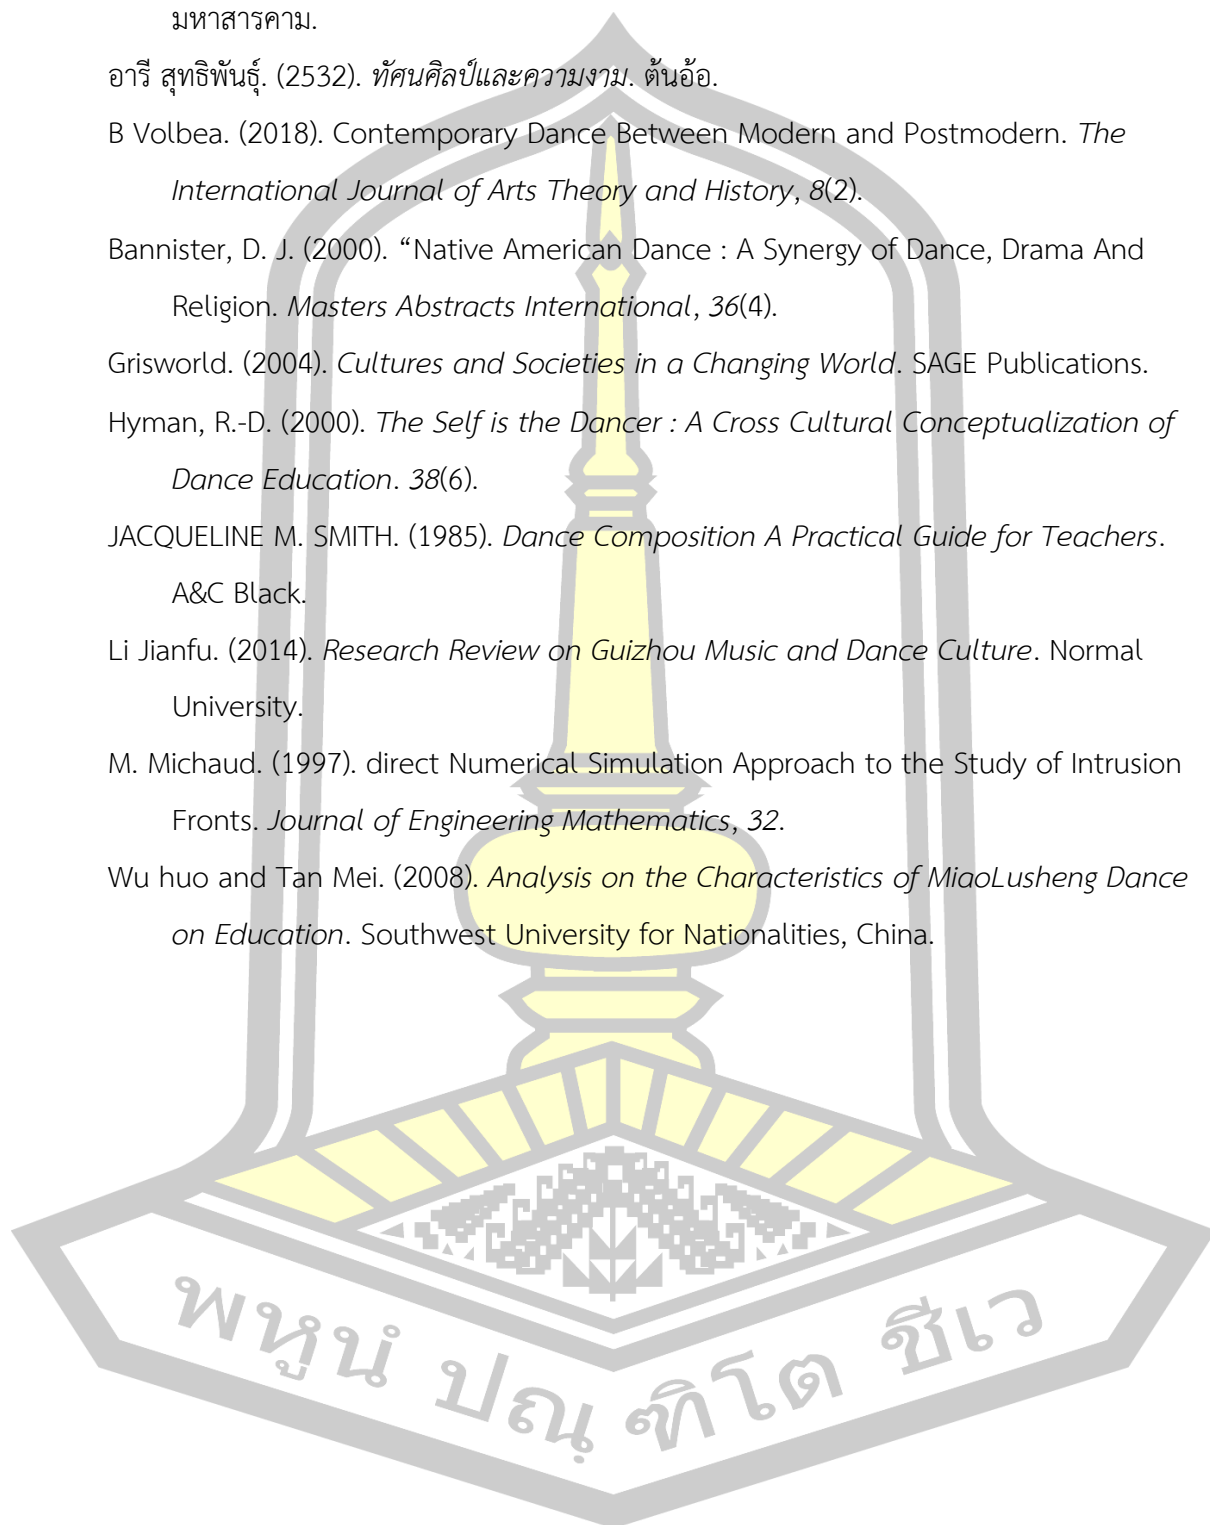 มหาสารคาม.
อารี สุทธิพันธุ์. (2532). ทัศนศิลป์และความงาม. ต้นอ้อ.
B Volbea. (2018). Contemporary Dance Between Modern and Postmodern. The
International Journal of Arts Theory and History, 8(2).
Bannister, D. J. (2000). “Native American Dance : A Synergy of Dance, Drama And
Religion. Masters Abstracts International, 36(4).
Grisworld. (2004). Cultures and Societies in a Changing World. SAGE Publications.
Hyman, R.-D. (2000). The Self is the Dancer : A Cross Cultural Conceptualization of
Dance Education. 38(6).
JACQUELINE M. SMITH. (1985). Dance Composition A Practical Guide for Teachers.
A&C Black.
Li Jianfu. (2014). Research Review on Guizhou Music and Dance Culture. Normal
University.
M. Michaud. (1997). direct Numerical Simulation Approach to the Study of Intrusion
Fronts. Journal of Engineering Mathematics, 32.
Wu huo and Tan Mei. (2008). Analysis on the Characteristics of MiaoLusheng Dance
on Education. Southwest University for Nationalities, China.
พหูนํ ปณฺฑิโต ชีเว